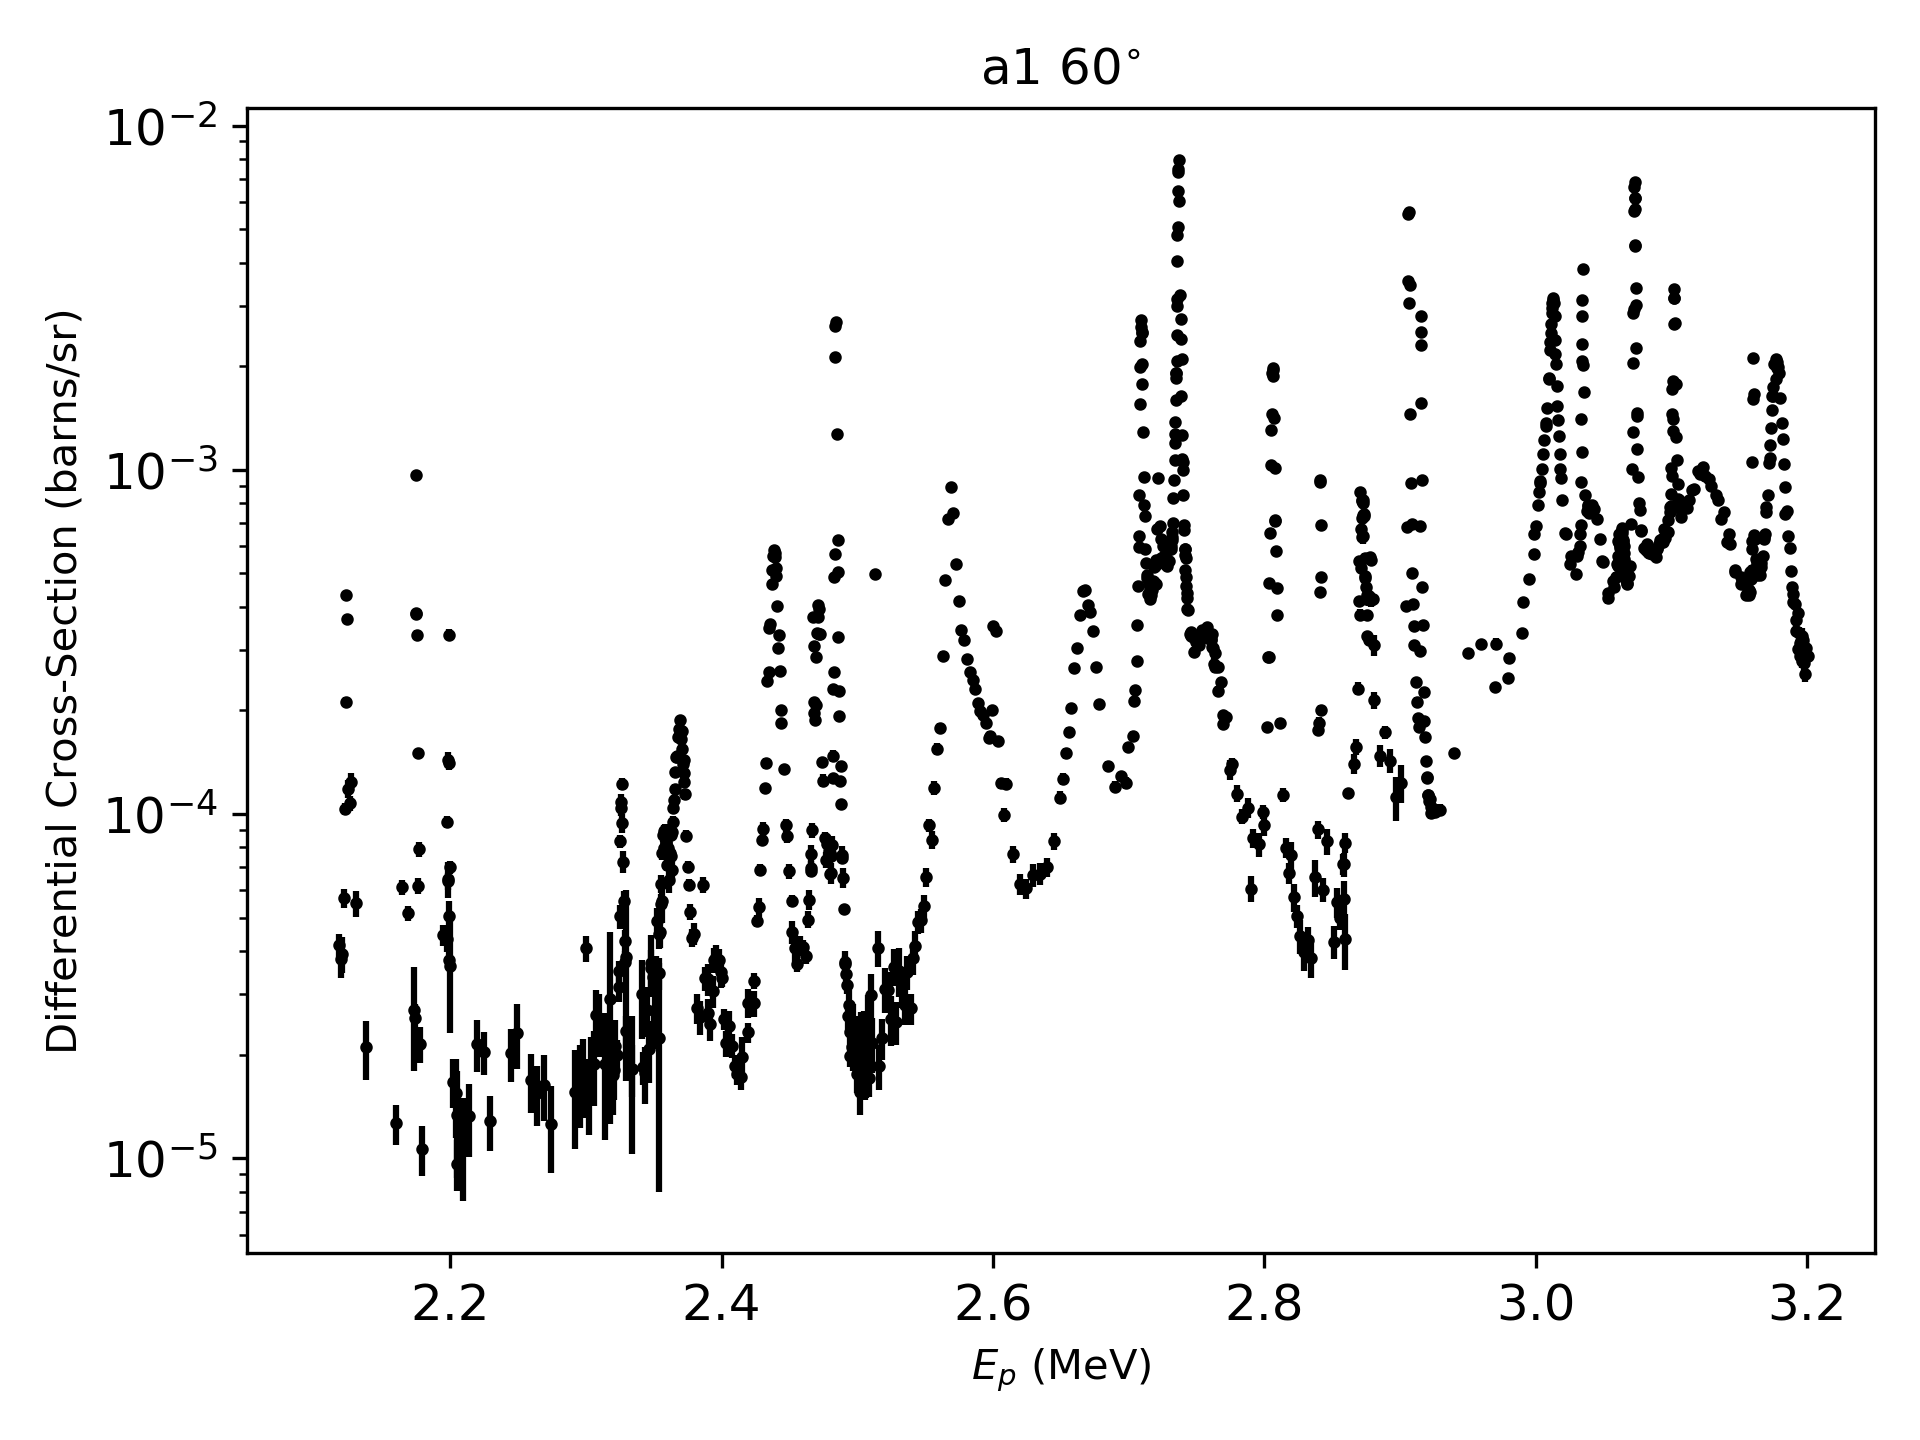 a1 60°
Differential Cross-Section (barns/sr)
10⁻²
10⁻³
10⁻⁴
10⁻⁵
2.2 2.4 2.6 2.8 3.0 3.2
Eₚ (MeV)